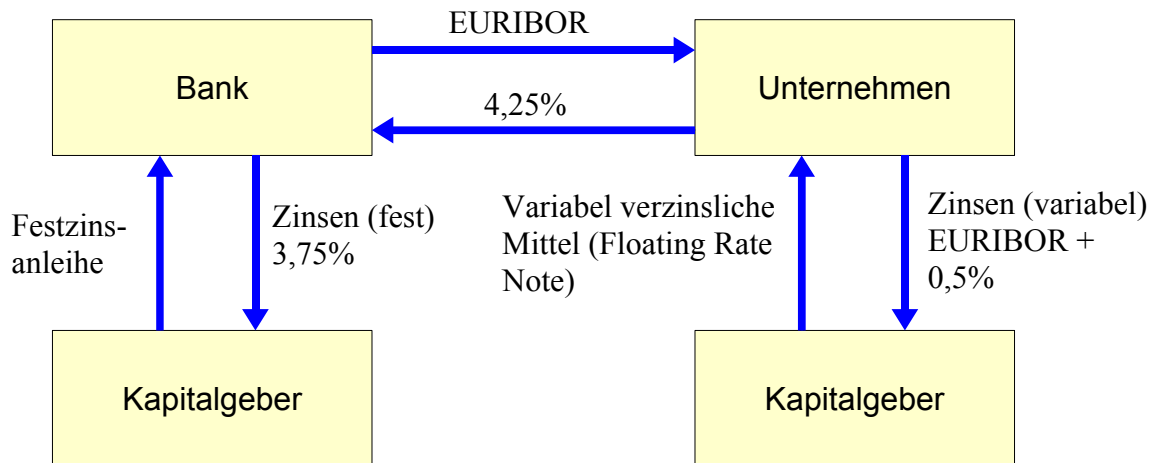 EURIBOR
Bank
Unternehmen
4,25%
Festzins-
anleihe
Zinsen (fest)
3,75%
Variabel verzinsliche
Mittel (Floating Rate
Note)
Zinsen (variabel)
EURIBOR +
0,5%
Kapitalgeber
Kapitalgeber